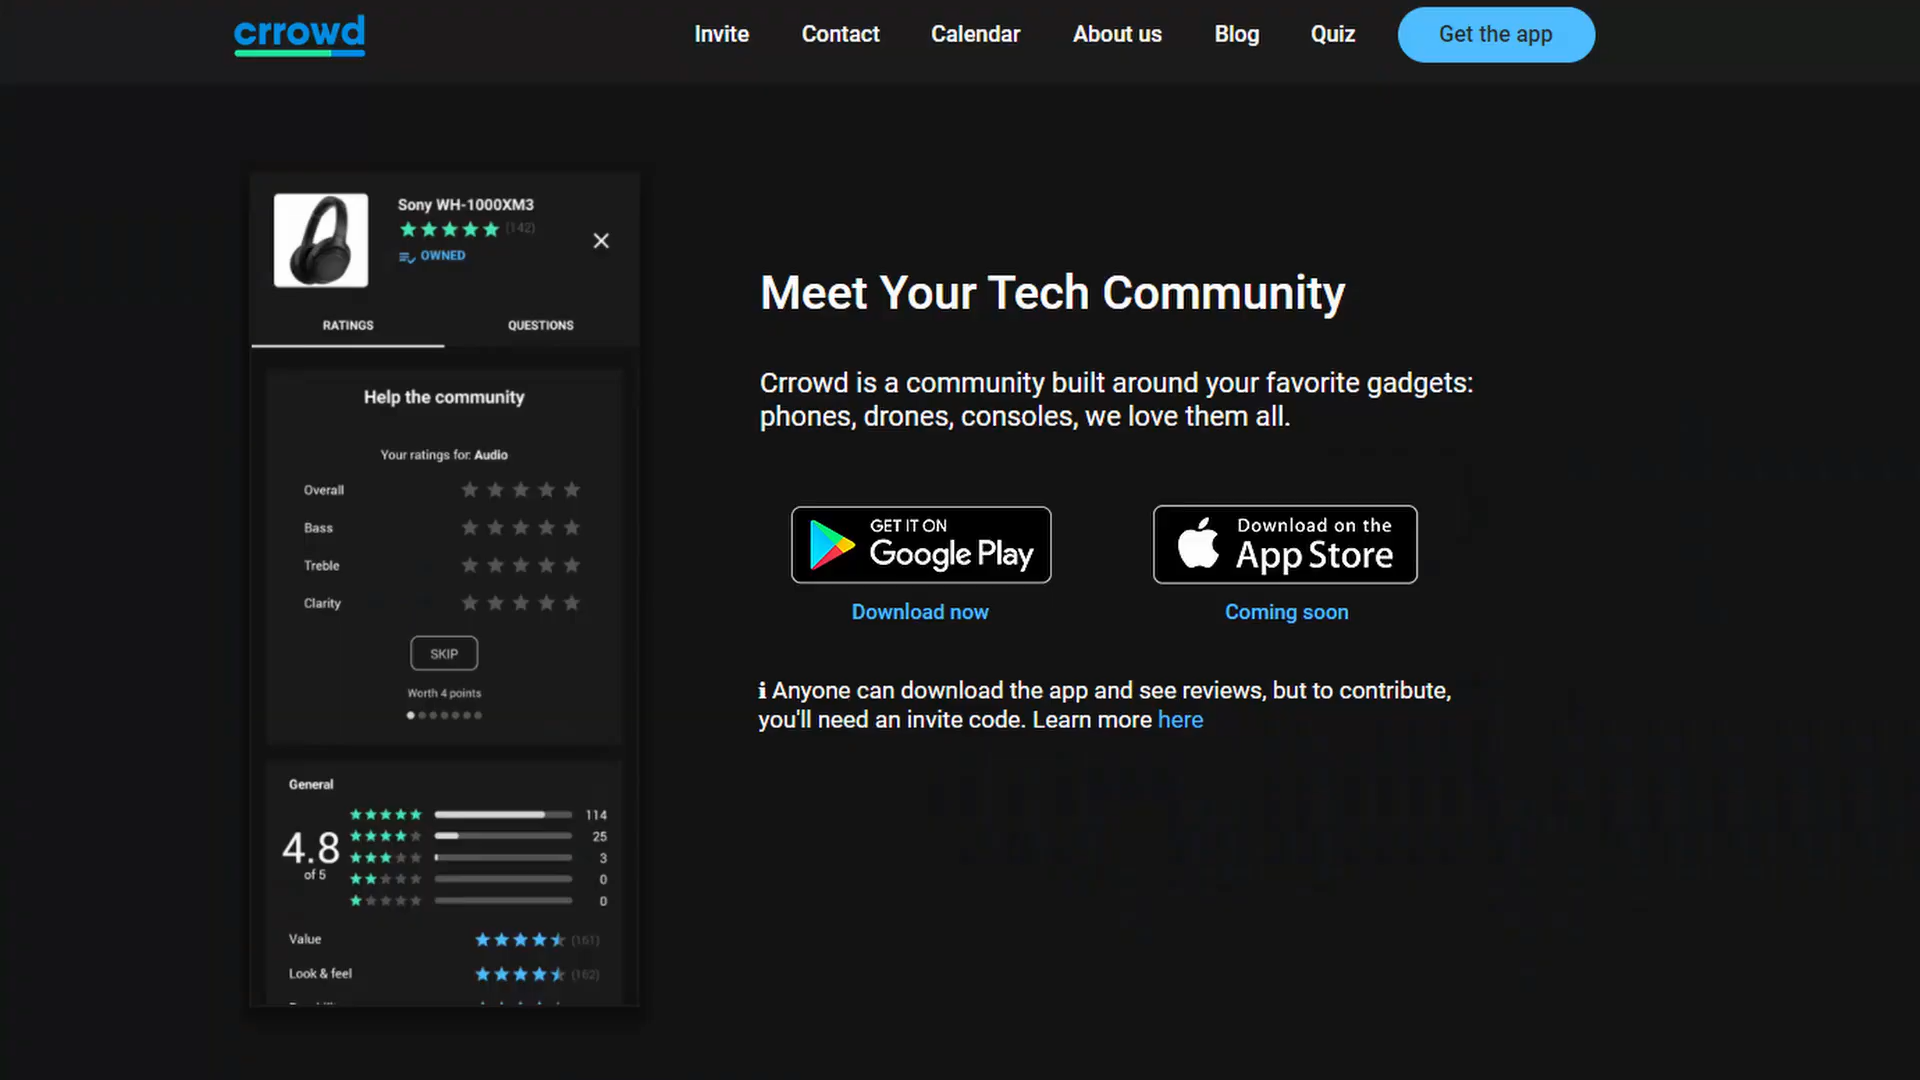 crrowd
Invite
Contact
Calendar
About us
Blog
Quiz
Get the app
Sony WH-1000XM3
(142)
OWNED
RATINGS
QUESTIONS
Help the community
Your ratings for: Audio
Overall
Bass
Treble
Clarity
SKIP
Worth 4 points
General
4.8
of 5
114
25
3
0
0
Value
(161)
Look & feel
(162)
Meet Your Tech Community
Crrowd is a community built around your favorite gadgets:
phones, drones, consoles, we love them all.
GET IT ON
Google Play
Download now
Download on the
App Store
Coming soon
i Anyone can download the app and see reviews, but to contribute,
you'll need an invite code. Learn more here